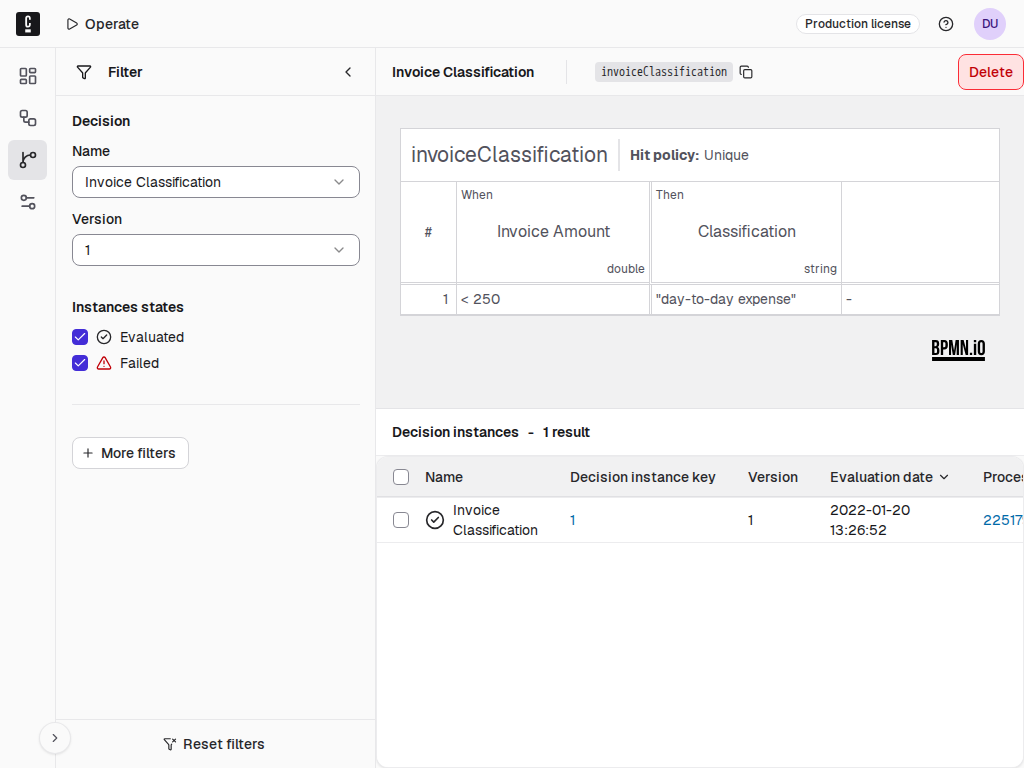 Operate
Production license
DU
Filter
Invoice Classification
invoiceClassification
Delete
Decision
Name
Invoice Classification
Version
1
Instances states
Evaluated
Failed
More filters
Reset filters
invoiceClassification
Hit policy: Unique
When
Then
#
Invoice Amount
Classification
double
string
1
< 250
"day-to-day expense"
-
BPMN.iO
Decision instances - 1 result
Name
Decision instance key
Version
Evaluation date
Invoice
Classification
1
1
2022-01-20
13:26:52